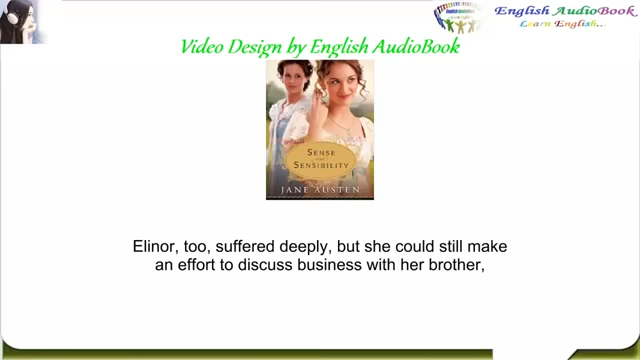 English AudioBook
Learn English...
Video Design by English AudioBook
SENSE
and
SENSIBILITY
JANE AUSTEN
Elinor, too, suffered deeply, but she could still make
an effort to discuss business with her brother,